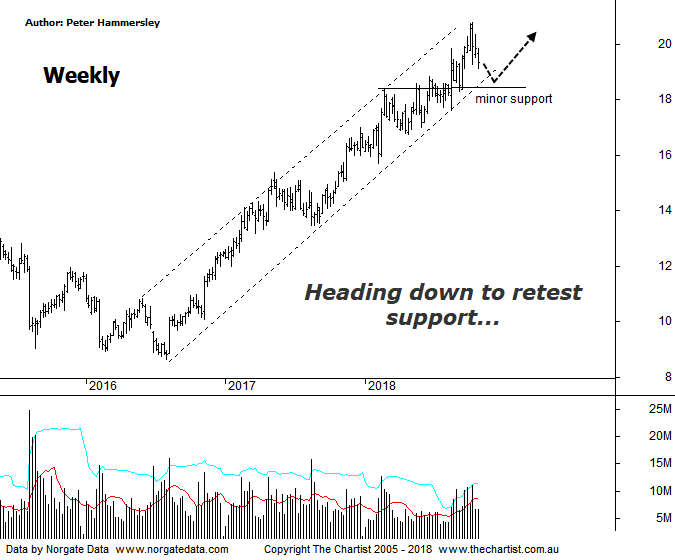 Author: Peter Hammersley
Weekly
20
minor support
18
16
14
12
Heading down to retest
support...
10
8
2016
2017
2018
25M
20M
15M
10M
5M
Data by Norgate Data www.norgatedata.com
Copyright The Chartist 2005 - 2018 www.thechartist.com.au